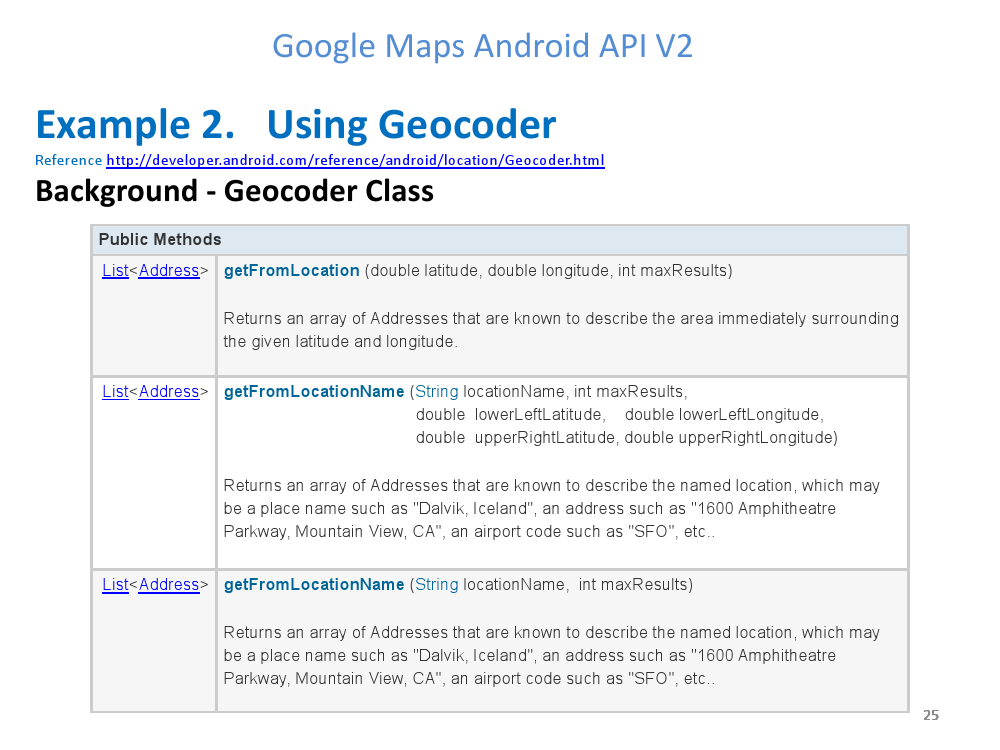 Google Maps Android API V2
Example 2. Using Geocoder
Reference http://developer.android.com/reference/android/location/Geocoder.html
Background - Geocoder Class
Public Methods
List<Address> getFromLocation (double latitude, double longitude, int maxResults)
Returns an array of Addresses that are known to describe the area immediately surrounding
the given latitude and longitude.
List<Address> getFromLocationName (String locationName, int maxResults,
double lowerLeftLatitude, double lowerLeftLongitude,
double upperRightLatitude, double upperRightLongitude)
Returns an array of Addresses that are known to describe the named location, which may
be a place name such as "Dalvik, Iceland", an address such as "1600 Amphitheatre
Parkway, Mountain View, CA", an airport code such as "SFO", etc..
List<Address> getFromLocationName (String locationName, int maxResults)
Returns an array of Addresses that are known to describe the named location, which may
be a place name such as "Dalvik, Iceland", an address such as "1600 Amphitheatre
Parkway, Mountain View, CA", an airport code such as "SFO", etc..
25